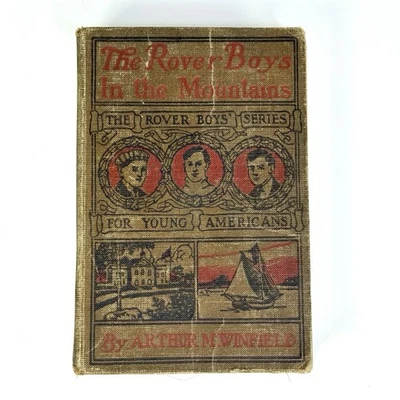 The Rover Boys
In the Mountains
THE ROVER BOYS' SERIES
FOR YOUNG AMERICANS
By ARTHUR M. WINFIELD